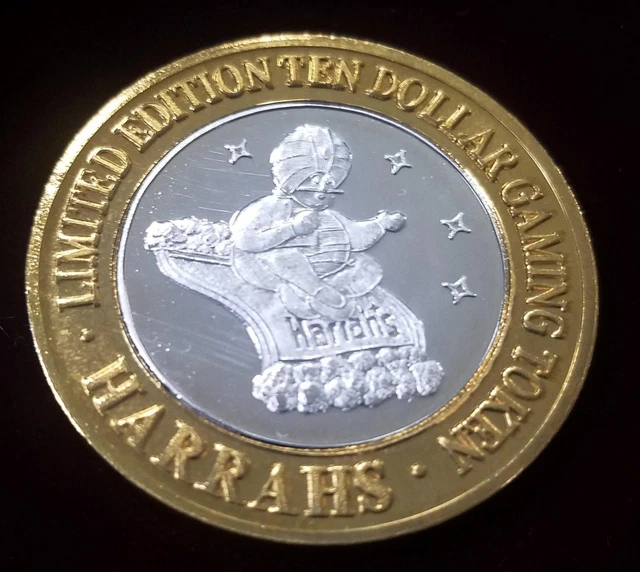 · LIMITED EDITION TEN DOLLAR GAMING TOKEN ·
HARRAHS
Harrah's